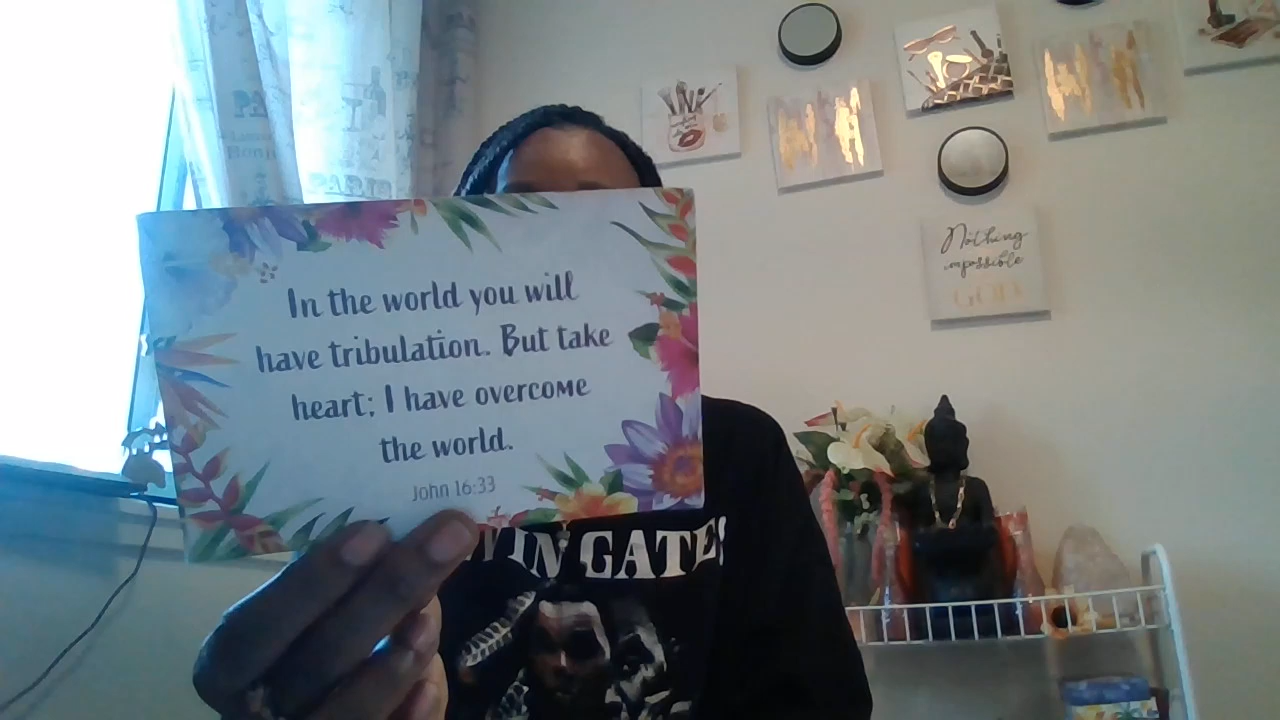 In the world you will
have tribulation. But take
heart; I have overcome
the world.
John 16:33
IN GATES
Nothing
impossible
GOD